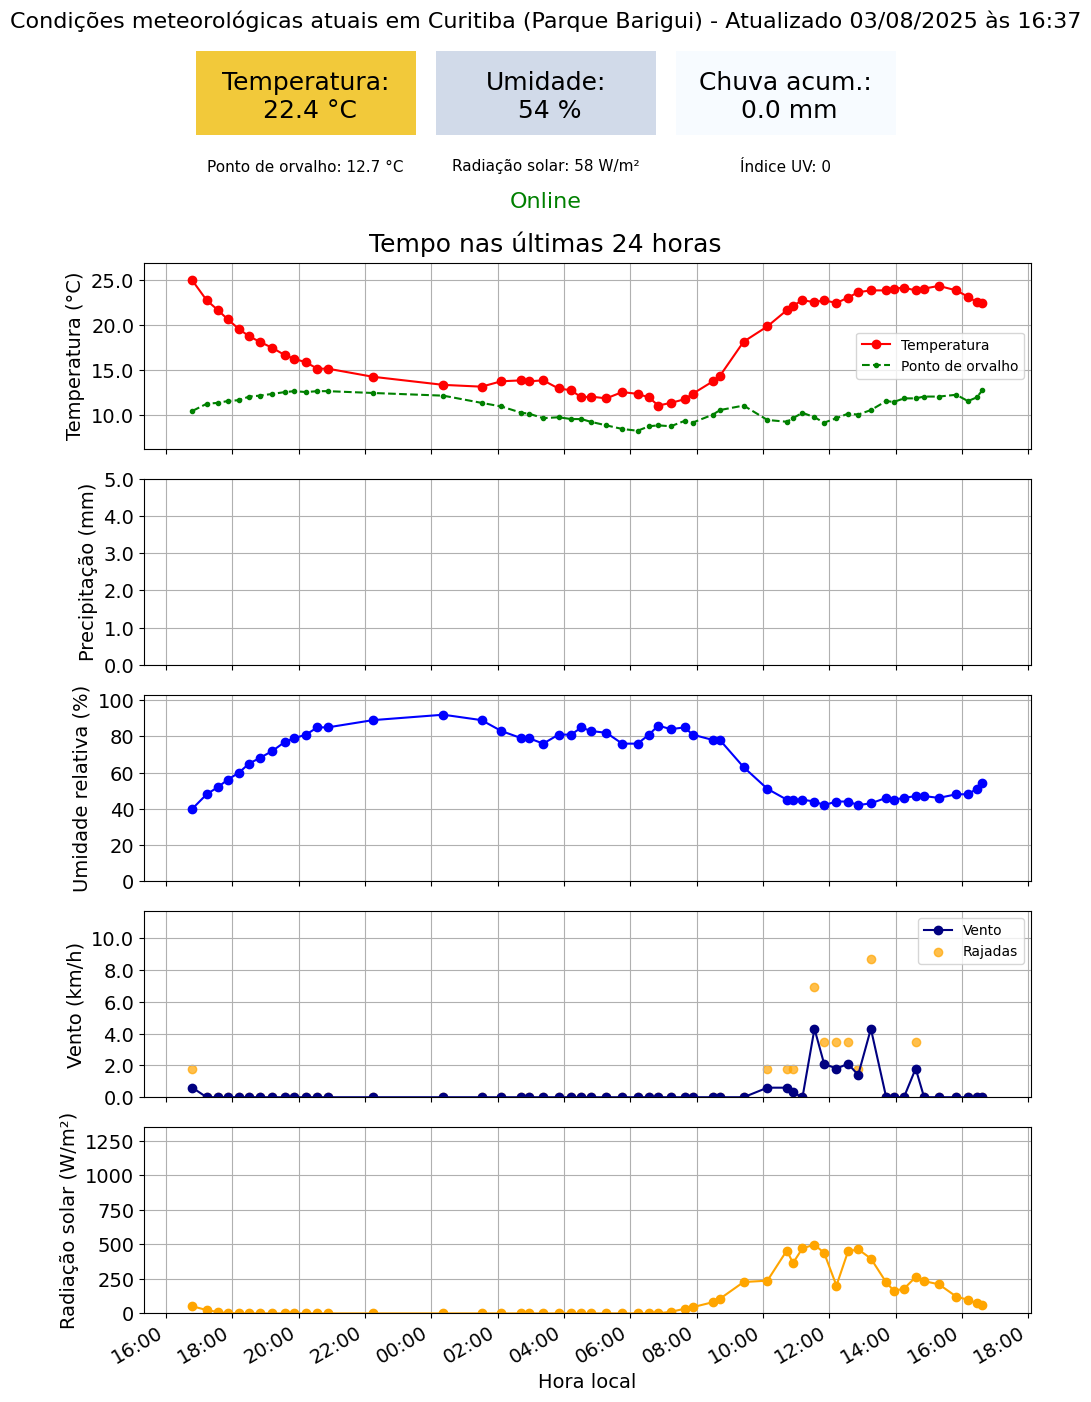 Condições meteorológicas atuais em Curitiba (Parque Barigui) - Atualizado 03/08/2025 às 16:37
Temperatura:
22.4 °C
Umidade:
54 %
Chuva acum.:
0.0 mm
Ponto de orvalho: 12.7 °C
Radiação solar: 58 W/m²
Índice UV: 0
Online
Tempo nas últimas 24 horas
Temperatura (°C)
25.0
20.0
15.0
10.0
Temperatura
Ponto de orvalho
Precipitação (mm)
5.0
4.0
3.0
2.0
1.0
0.0
Umidade relativa (%)
100
80
60
40
20
0
Vento (km/h)
10.0
8.0
6.0
4.0
2.0
0.0
Vento
Rajadas
Radiação solar (W/m²)
1250
1000
750
500
250
0
16:00
18:00
20:00
22:00
00:00
02:00
04:00
06:00
08:00
10:00
12:00
14:00
16:00
18:00
Hora local